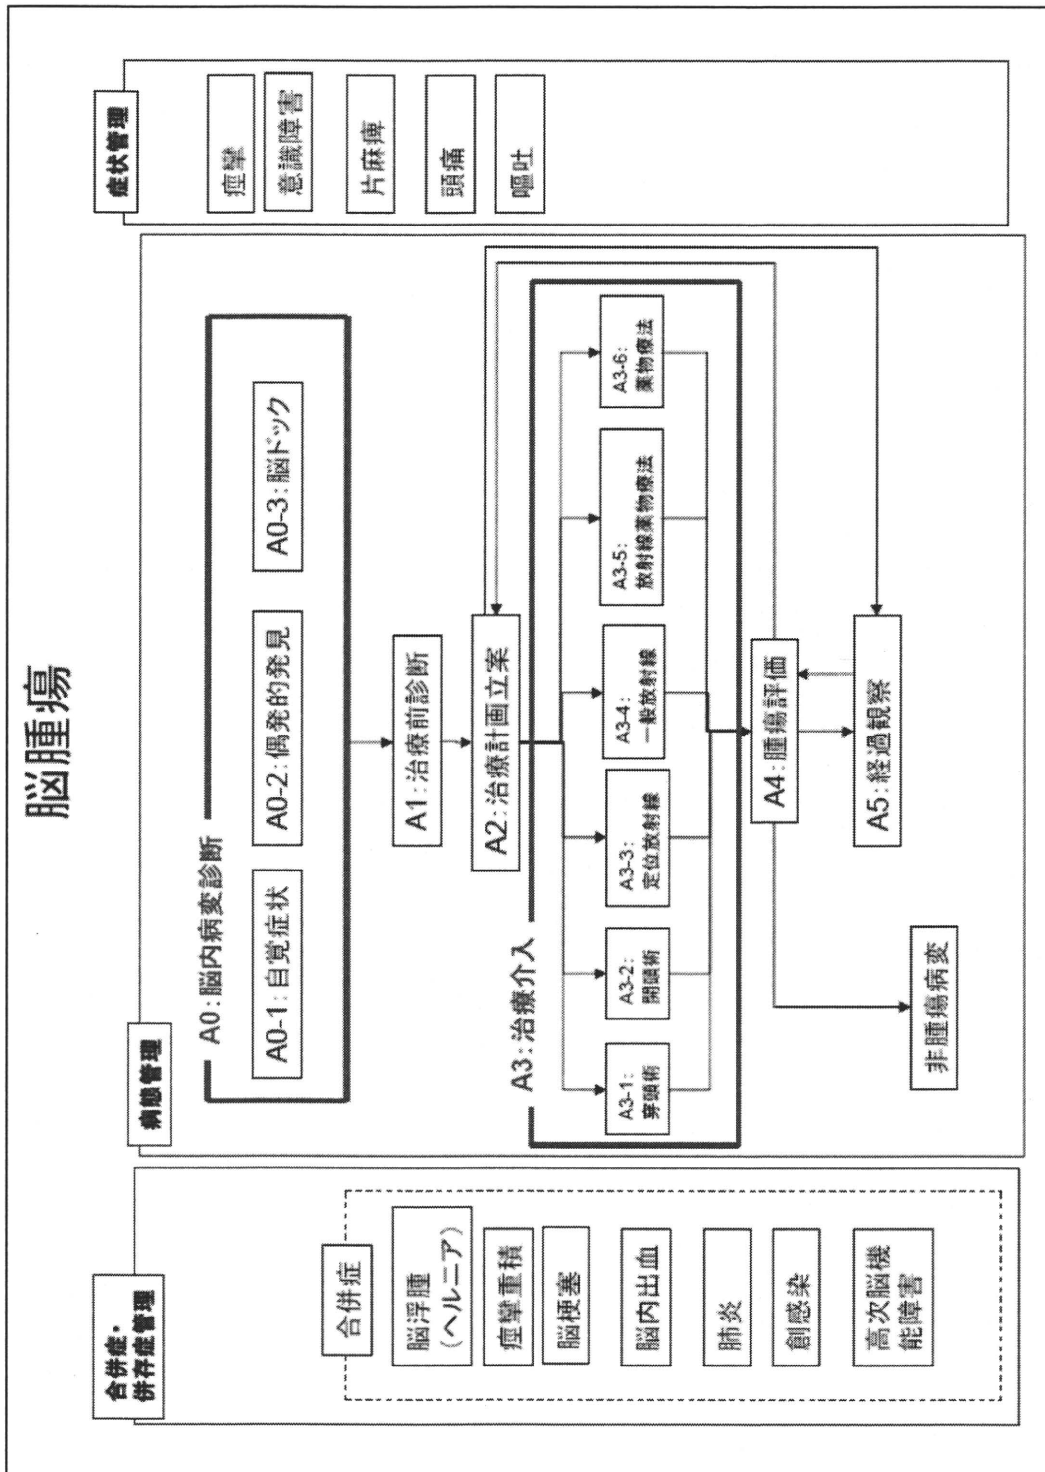 脳腫瘍
合併症・
併存症管理
合併症
脳浮腫
(ヘルニア)
痙攣重積
脳梗塞
脳内出血
肺炎
創感染
高次脳機
能障害
病態管理
A0:脳内病変診断
A0-1:自覚症状
A0-2:偶発的発見
A0-3:脳ドック
A1:治療前診断
A2:治療計画立案
A3:治療介入
A3-1:
穿頭術
A3-2:
開頭術
A3-3:
定位放射線
A3-4:
一般放射線
A3-5:
放射線薬物療法
A3-6:
薬物療法
A4:腫瘍評価
A5:経過観察
非腫瘍病変
症状管理
痙攣
意識障害
片麻痺
頭痛
嘔吐